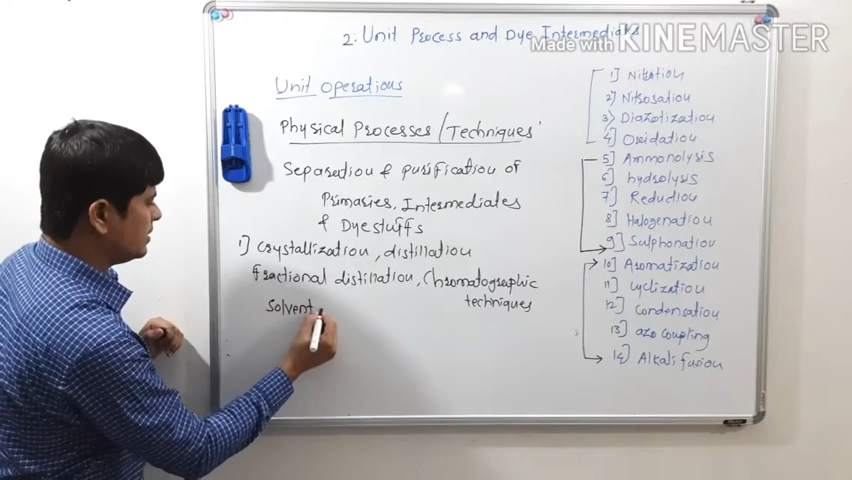 2. Unit Process and Dye Intermediates
Made with KINEMASTER
Unit Operations
Physical Processes / Techniques
Separation & purification of
Primaries, Intermediates
& Dyestuffs
1] Crystallization, distillation
fractional distillation, Chromatographic
techniques
Solvent
1] Nitration
2] Nitrosation
3] Diazotization
4] Oxidation
5] Ammonolysis
6] hydrolysis
7] Reduction
8] Halogenation
9] Sulphonation
10] Aromatization
11] cyclization
12] Condensation
13] azo coupling
14] Alkali fusion